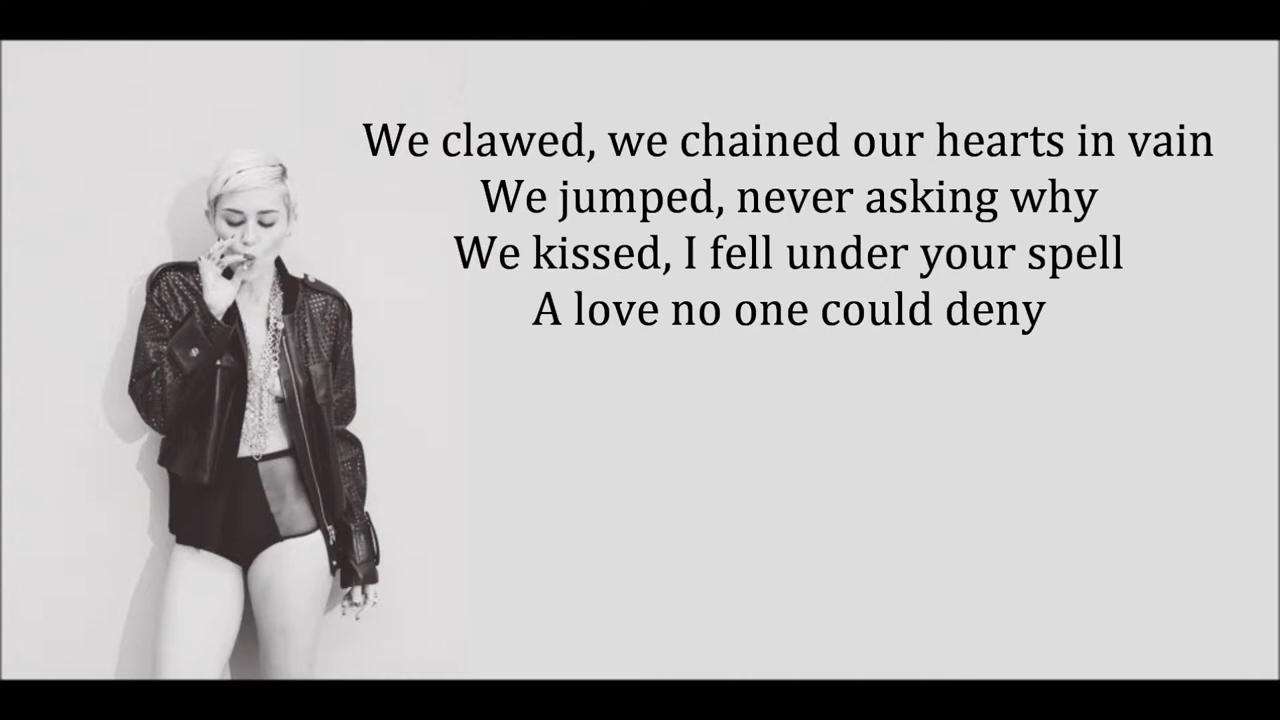 We clawed, we chained our hearts in vain
We jumped, never asking why
We kissed, I fell under your spell
A love no one could deny